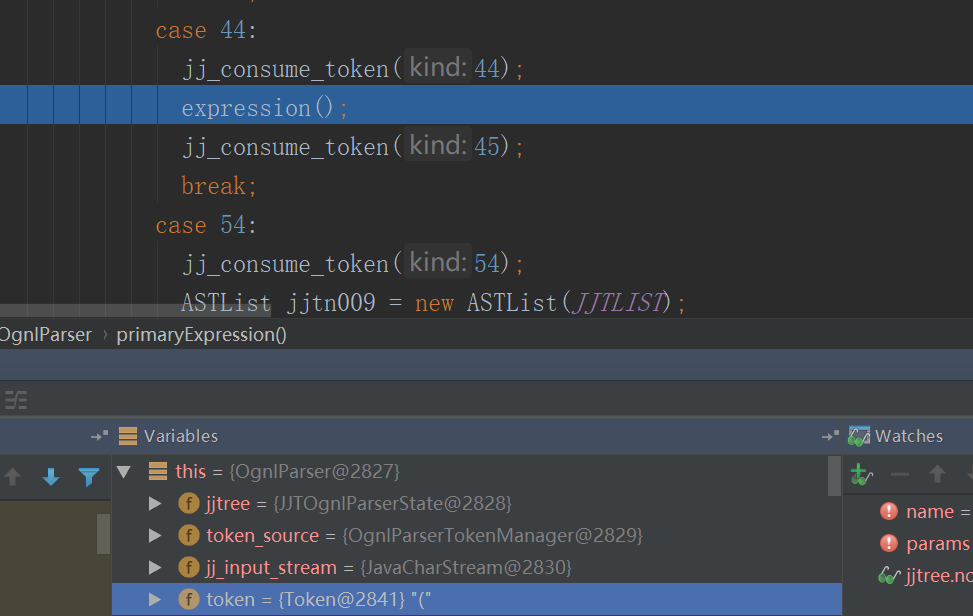 case 44:
jj_consume_token( kind: 44);
expression();
jj_consume_token( kind: 45);
break;
case 54:
jj_consume_token( kind: 54);
ASTList jjtn009 = new ASTList(JJTLIST);
OgnlParser › primaryExpression()
Variables
Watches
this = {OgnlParser@2827}
jjtree = {JJTOgnlParserState@2828}
token_source = {OgnlParserTokenManager@2829}
jj_input_stream = {JavaCharStream@2830}
token = {Token@2841} "("
name =
params
jjtree.no